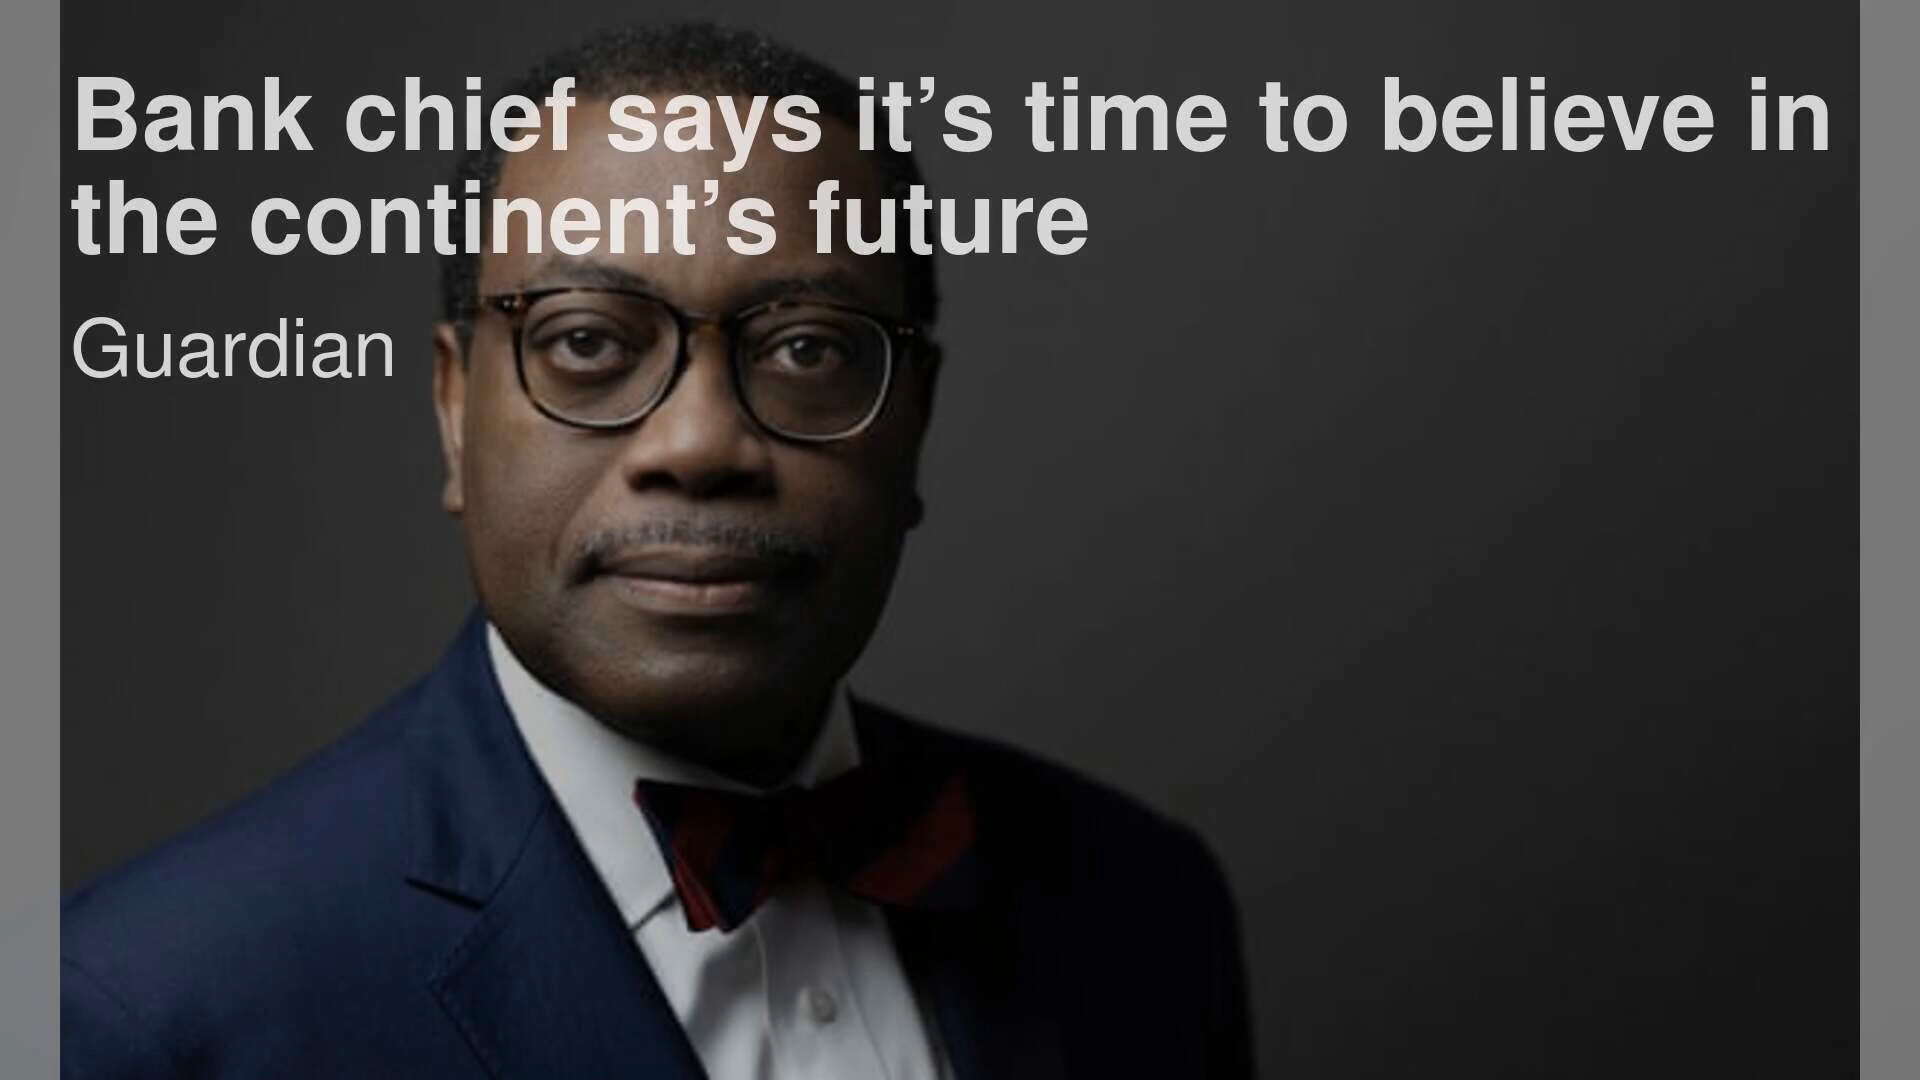 Bank chief says it’s time to believe in
the continent’s future
Guardian